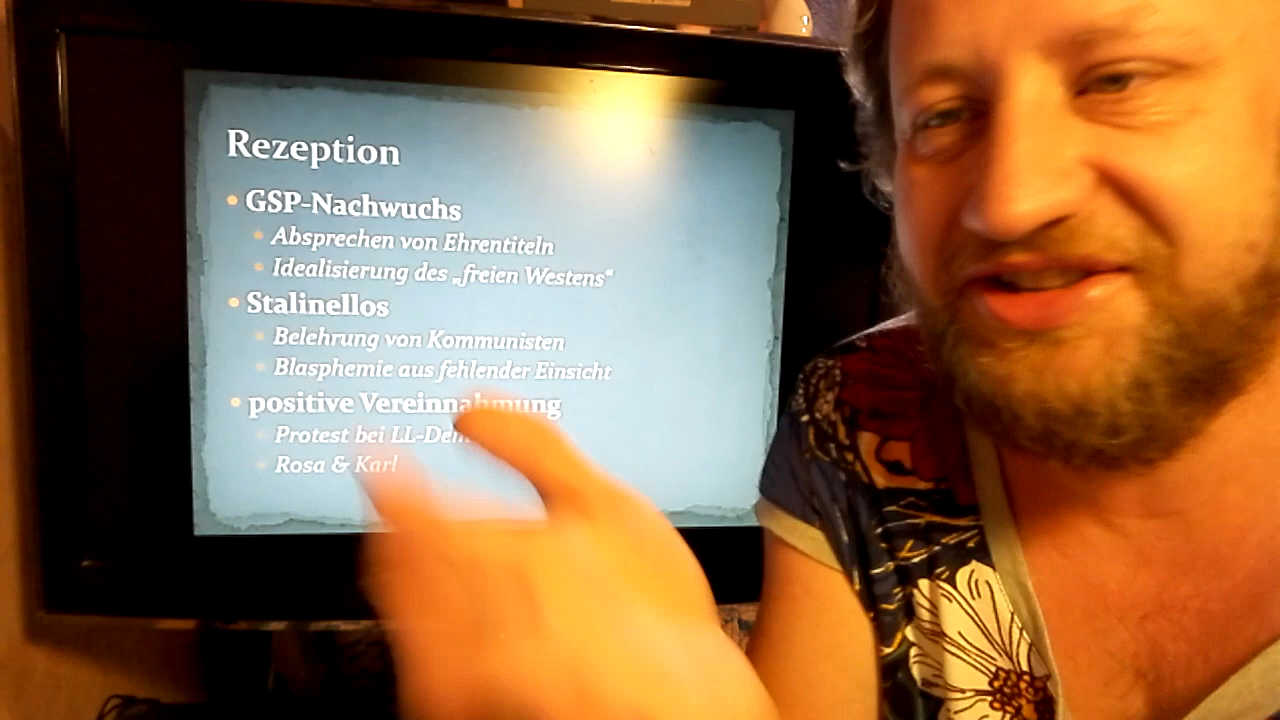 Rezeption
• GSP-Nachwuchs
• Absprechen von Ehrentiteln
• Idealisierung des „freien Westens“
• Stalinellos
• Belehrung von Kommunisten
• Blasphemie aus fehlender Einsicht
• positive Vereinnahmung
• Protest bei
• Rosa & Karl